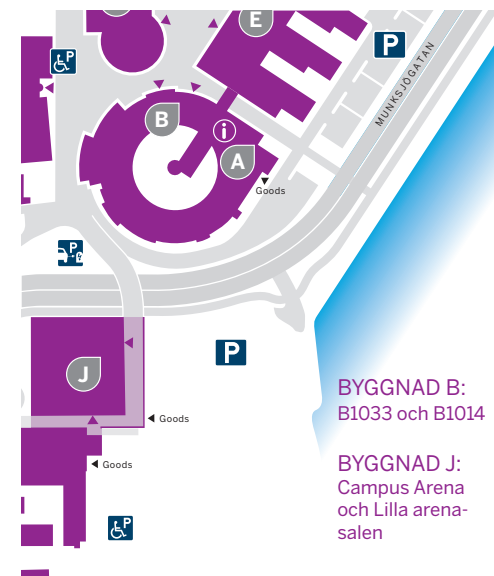 E
P
P
MUNKSJÖGATAN
B
i
A
Goods
P
P
J
Goods
Goods
P
BYGGNAD B:
B1033 och B1014
BYGGNAD J:
Campus Arena
och Lilla arena-
salen